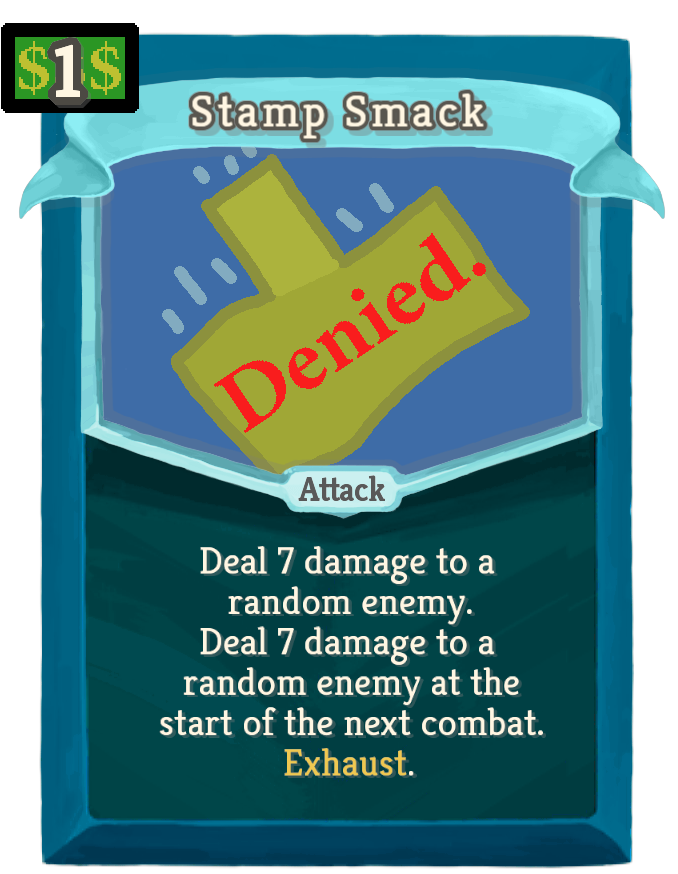 $1$
Stamp Smack
Denied.
Attack
Deal 7 damage to a
random enemy.
Deal 7 damage to a
random enemy at the
start of the next combat.
Exhaust.